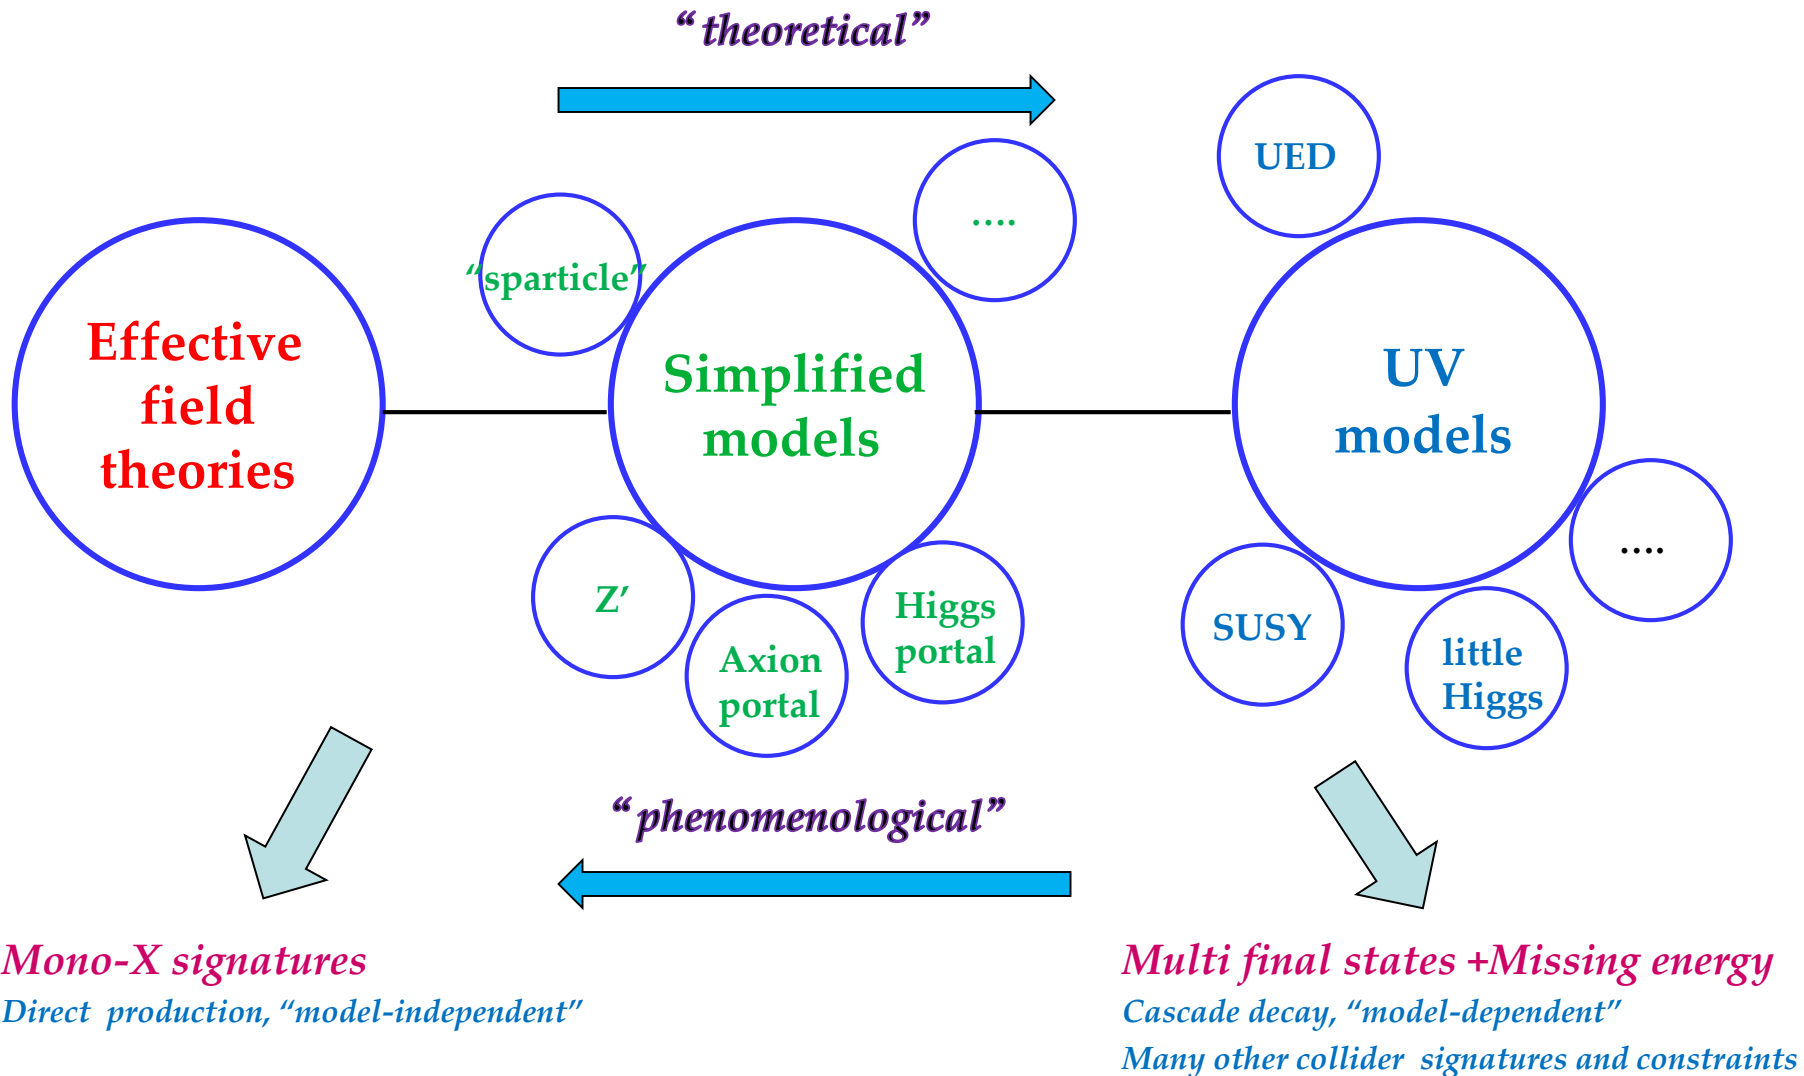 “theoretical”
UED
....
“sparticle”
Effective
field
theories
Simplified
models
UV
models
....
Z’
Axion
portal
Higgs
portal
SUSY
little
Higgs
“phenomenological”
Mono-X signatures
Direct production, “model-independent”
Multi final states +Missing energy
Cascade decay, “model-dependent”
Many other collider signatures and constraints